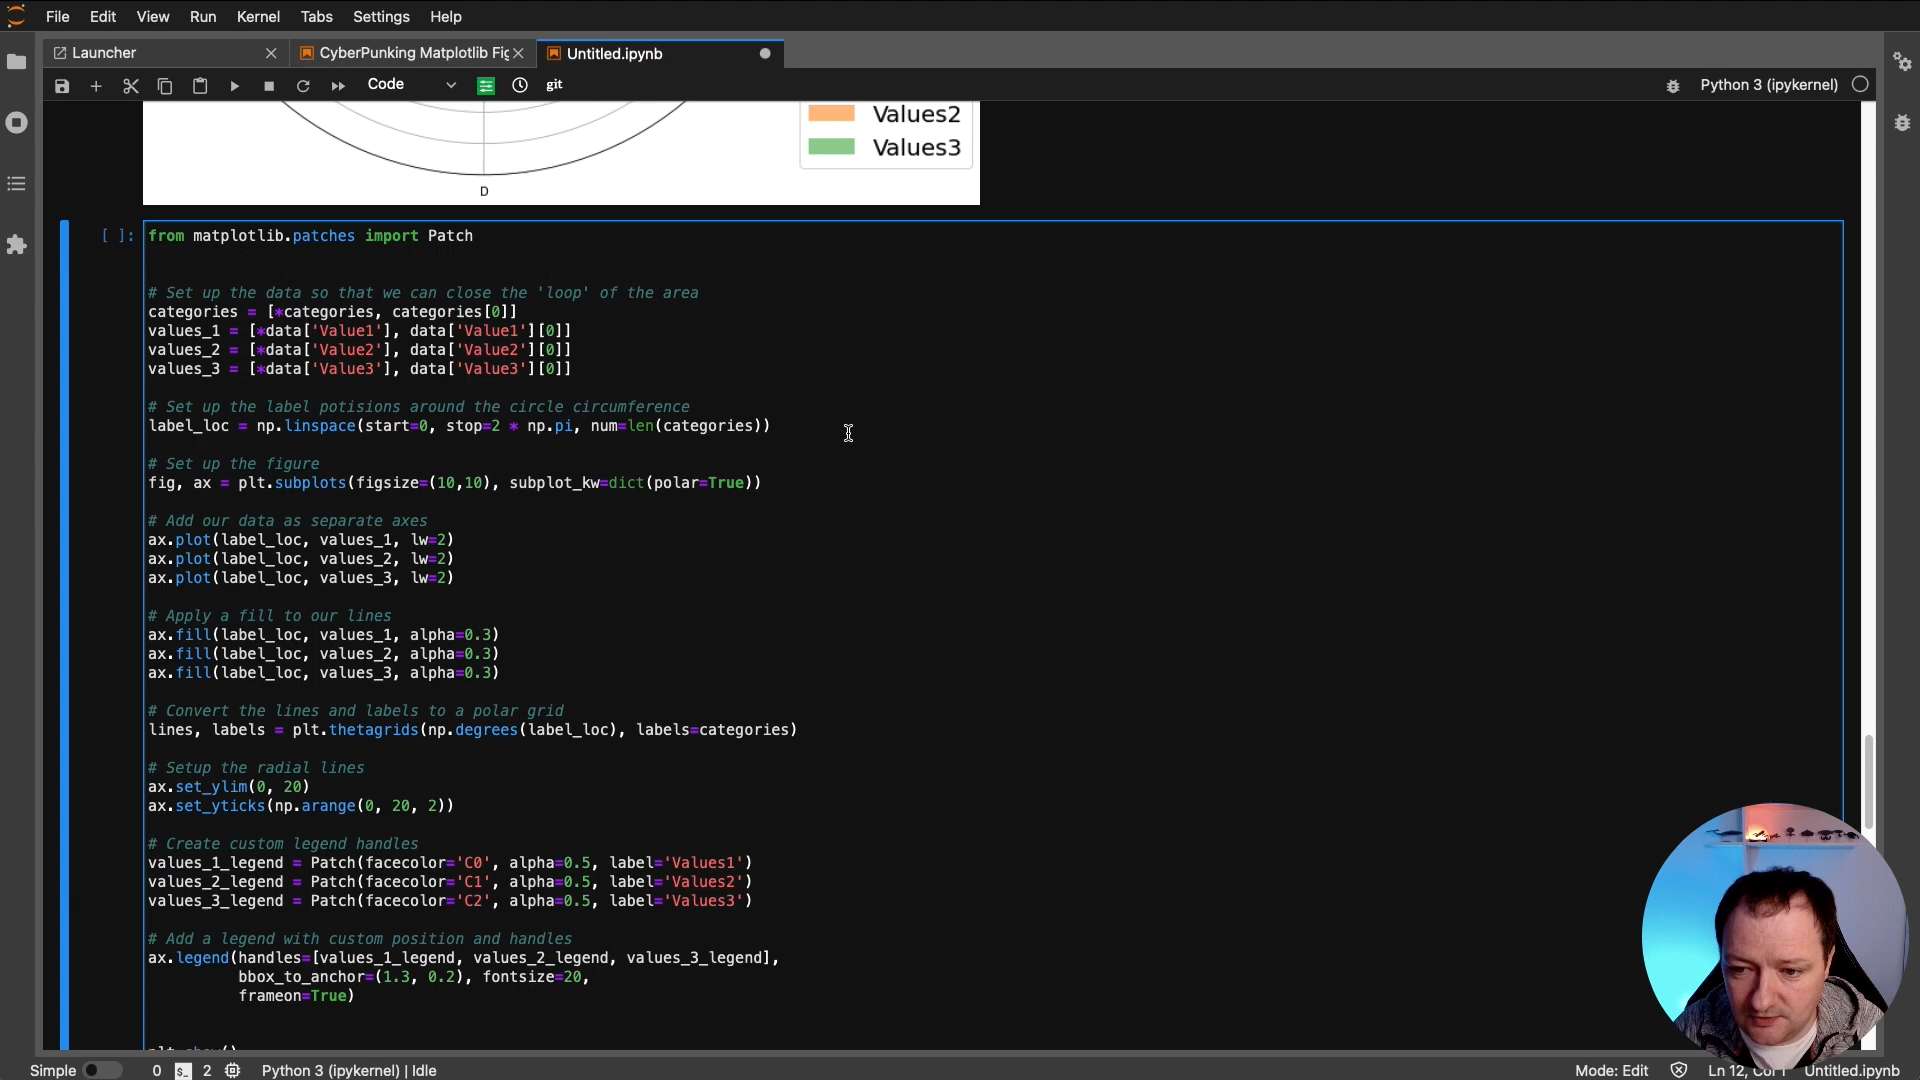 File Edit View Run Kernel Tabs Settings Help
Launcher
CyberPunking Matplotlib Fig
Untitled.ipynb
Code
git
Python 3 (ipykernel)
Values2
Values3
D
[ ]:
from matplotlib.patches import Patch
# Set up the data so that we can close the 'loop' of the area
categories = [*categories, categories[0]]
values_1 = [*data['Value1'], data['Value1'][0]]
values_2 = [*data['Value2'], data['Value2'][0]]
values_3 = [*data['Value3'], data['Value3'][0]]
# Set up the label potisions around the circle circumference
label_loc = np.linspace(start=0, stop=2 * np.pi, num=len(categories))
# Set up the figure
fig, ax = plt.subplots(figsize=(10,10), subplot_kw=dict(polar=True))
# Add our data as separate axes
ax.plot(label_loc, values_1, lw=2)
ax.plot(label_loc, values_2, lw=2)
ax.plot(label_loc, values_3, lw=2)
# Apply a fill to our lines
ax.fill(label_loc, values_1, alpha=0.3)
ax.fill(label_loc, values_2, alpha=0.3)
ax.fill(label_loc, values_3, alpha=0.3)
# Convert the lines and labels to a polar grid
lines, labels = plt.thetagrids(np.degrees(label_loc), labels=categories)
# Setup the radial lines
ax.set_ylim(0, 20)
ax.set_yticks(np.arange(0, 20, 2))
# Create custom legend handles
values_1_legend = Patch(facecolor='C0', alpha=0.5, label='Values1')
values_2_legend = Patch(facecolor='C1', alpha=0.5, label='Values2')
values_3_legend = Patch(facecolor='C2', alpha=0.5, label='Values3')
# Add a legend with custom position and handles
ax.legend(handles=[values_1_legend, values_2_legend, values_3_legend],
bbox_to_anchor=(1.3, 0.2), fontsize=20,
frameon=True)
Simple 0 2 Python 3 (ipykernel) | Idle
Mode: Edit Ln 12, Untitled.ipynb